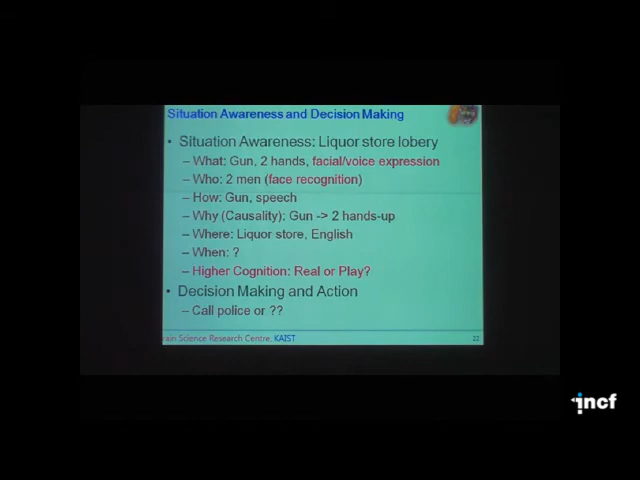 Situation Awareness and Decision Making
• Situation Awareness: Liquor store lobery
– What: Gun, 2 hands, facial/voice expression
– Who: 2 men (face recognition)
– How: Gun, speech
– Why (Causality): Gun -> 2 hands-up
– Where: Liquor store, English
– When: ?
– Higher Cognition: Real or Play?
• Decision Making and Action
– Call police or ??
rain Science Research Centre, KAIST
22
incf